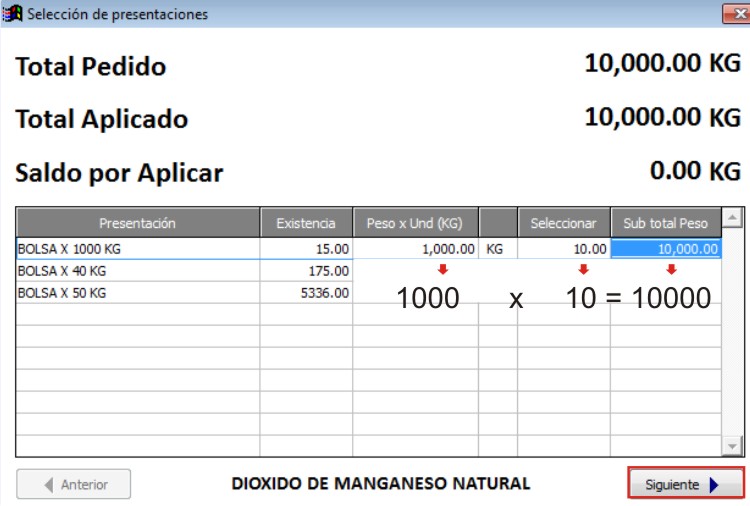 Selección de presentaciones
Total Pedido 10,000.00 KG
Total Aplicado 10,000.00 KG
Saldo por Aplicar 0.00 KG
Presentación Existencia Peso x Und (KG) Seleccionar Sub total Peso
BOLSA X 1000 KG 15.00 1,000.00 KG 10.00 10,000.00
BOLSA X 40 KG 175.00
BOLSA X 50 KG 5336.00 1000 x 10 = 10000
Anterior DIOXIDO DE MANGANESO NATURAL Siguiente